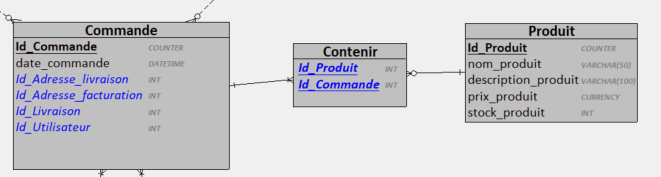 Commande
Id_Commande COUNTER
date_commande DATETIME
Id_Adresse_livraison INT
Id_Adresse_facturation INT
Id_Livraison INT
Id_Utilisateur INT
Contenir
Id_Produit INT
Id_Commande INT
Produit
Id_Produit COUNTER
nom_produit VARCHAR(50)
description_produit VARCHAR(100)
prix_produit CURRENCY
stock_produit INT